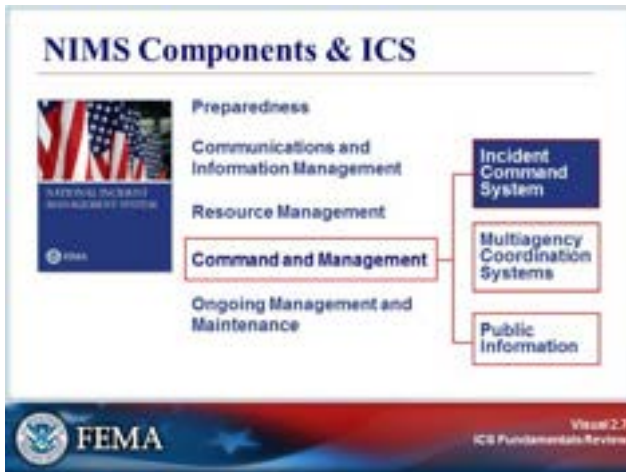 NIMS Components & ICS
Preparedness
Communications and
Information Management
Resource Management
Command and Management
Ongoing Management and
Maintenance
NATIONAL INCIDENT
MANAGEMENT SYSTEM
FEMA
Incident
Command
System
Multiagency
Coordination
Systems
Public
Information
FEMA
Visual 2.7
ICS Fundamentals Review